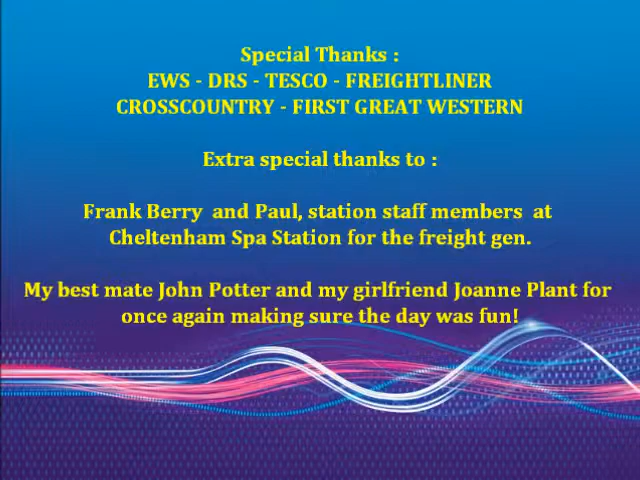 Special Thanks :
EWS - DRS - TESCO - FREIGHTLINER
CROSSCOUNTRY - FIRST GREAT WESTERN
Extra special thanks to :
Frank Berry  and Paul, station staff members  at
Cheltenham Spa Station for the freight gen.
My best mate John Potter and my girlfriend Joanne Plant for
once again making sure the day was fun!